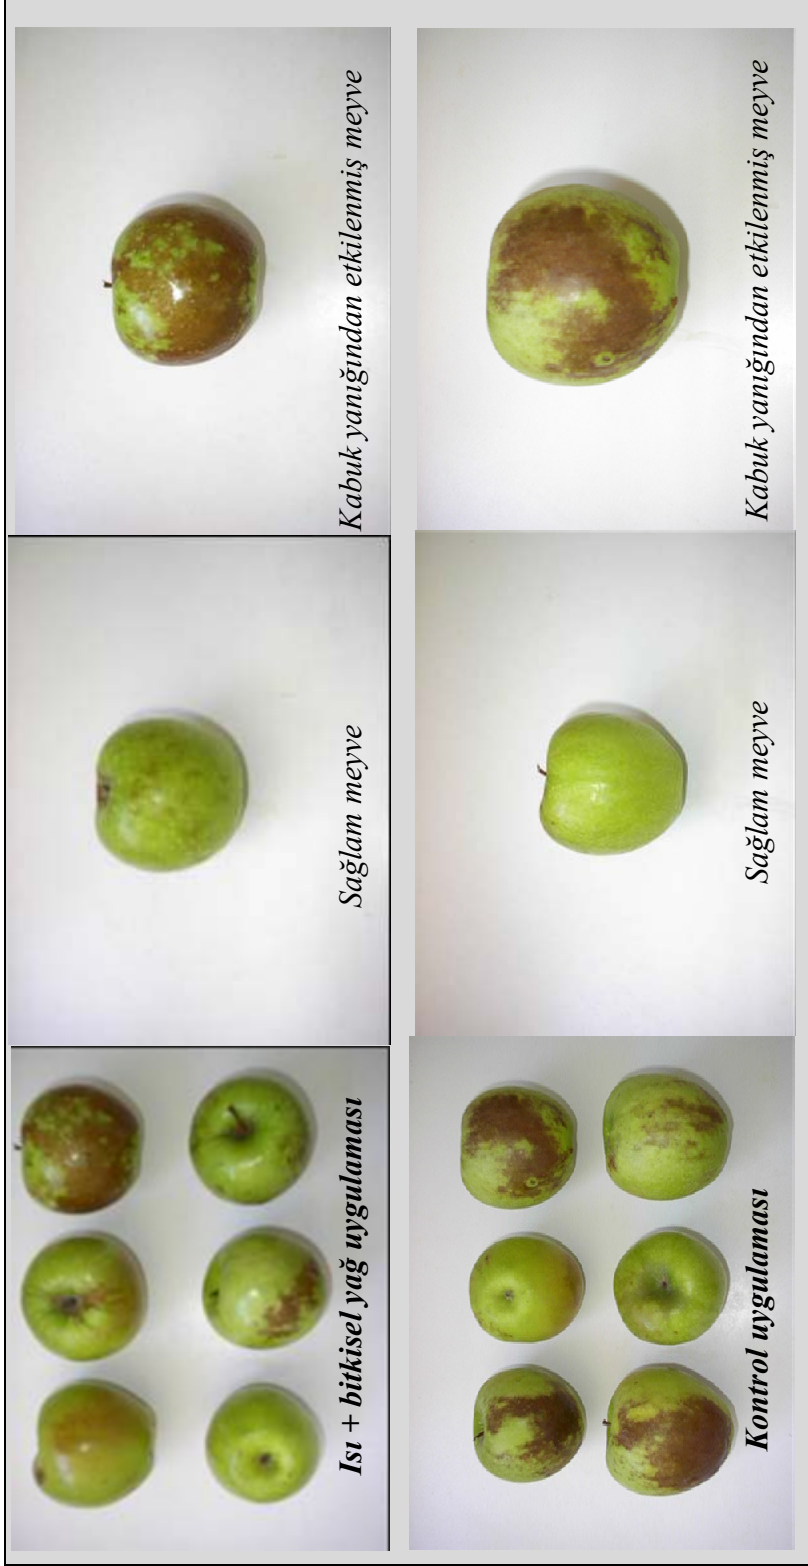 Isı + bitkisel yağ uygulaması
Sağlam meyve
Kabuk yanığından etkilenmiş meyve
Kontrol uygulaması
Sağlam meyve
Kabuk yanığından etkilenmiş meyve